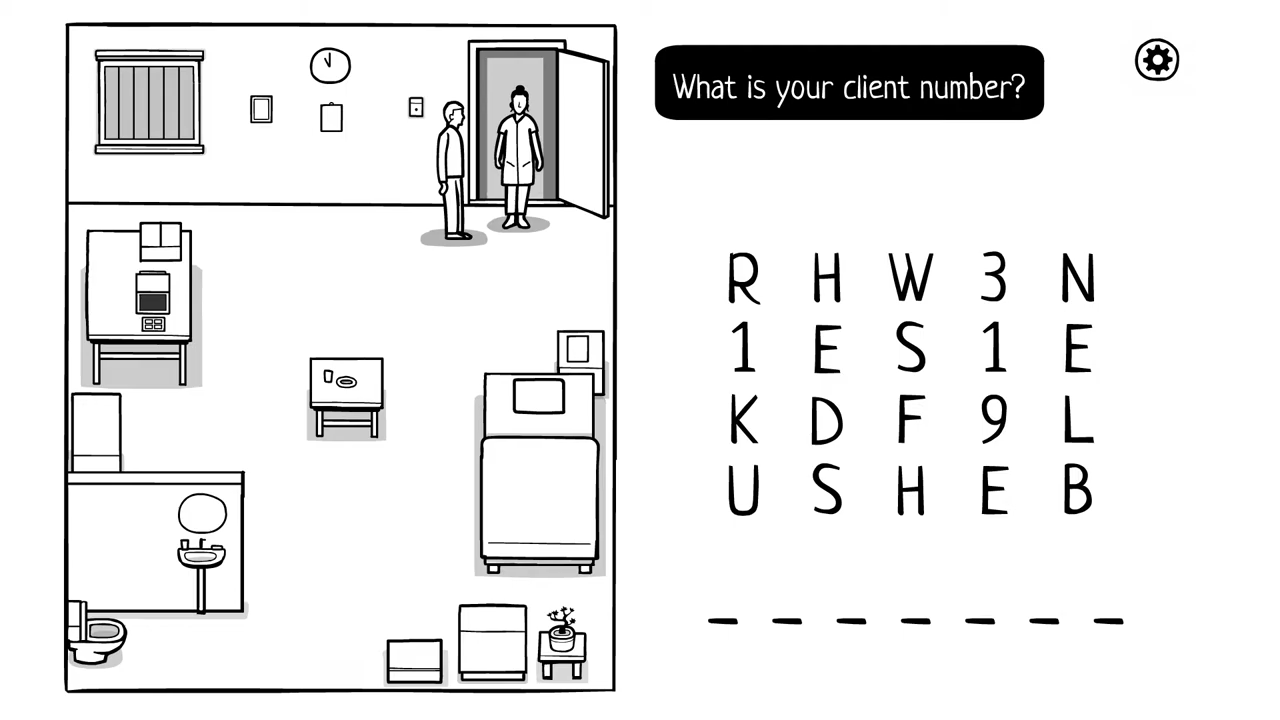 What is your client number?
R H W 3 N
1 E S 1 E
K D F 9 L
U S H E B
_ _ _ _ _ _ _